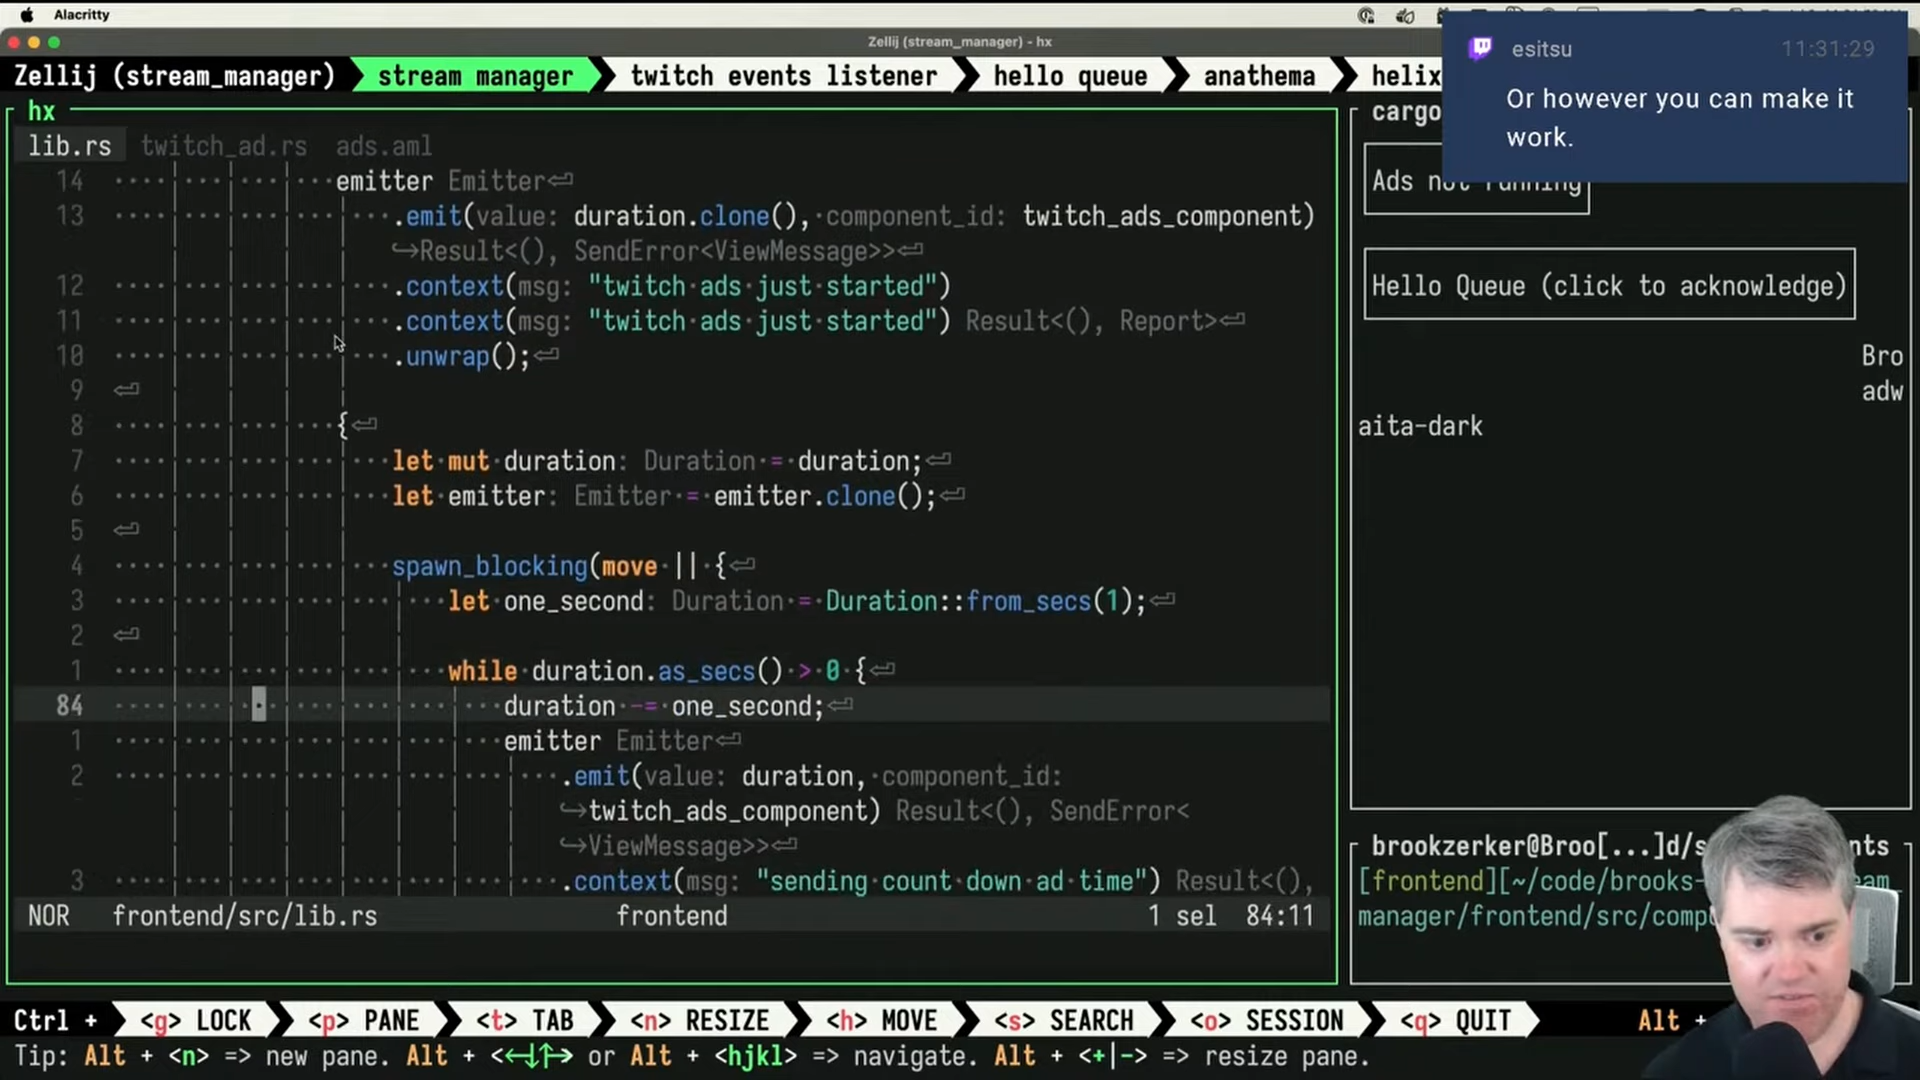 Alacritty
Zellij (stream_manager) - hx
Zellij (stream_manager) stream manager twitch events listener hello queue anathema helix
esitsu 11:31:29
Or however you can make it
work.
hx
lib.rs twitch_ad.rs ads.aml
14 emitter Emitter
13 .emit(value: duration.clone(), component_id: twitch_ads_component)
Result<(), SendError<ViewMessage>>
12 .context(msg: "twitch ads just started")
11 .context(msg: "twitch ads just started") Result<(), Report>
10 .unwrap();
9
8 {
7 let mut duration: Duration = duration;
6 let emitter: Emitter = emitter.clone();
5
4 spawn_blocking(move || {
3 let one_second: Duration = Duration::from_secs(1);
2
1 while duration.as_secs() > 0 {
84 duration -= one_second;
1 emitter Emitter
2 .emit(value: duration, component_id:
twitch_ads_component) Result<(), SendError<
ViewMessage>>
3 .context(msg: "sending count down ad time") Result<(),
NOR frontend/src/lib.rs frontend 1 sel 84:11
cargo
Ads not running
Hello Queue (click to acknowledge)
Bro
adw
aita-dark
brookzerker@Broo[...]d/s nts
[frontend][~/code/brooks- eam_
manager/frontend/src/comp
Ctrl + <g> LOCK <p> PANE <t> TAB <n> RESIZE <h> MOVE <s> SEARCH <o> SESSION <q> QUIT Alt +
Tip: Alt + <n> => new pane. Alt + <←↓↑→> or Alt + <hjkl> => navigate. Alt + <+|-> => resize pane.